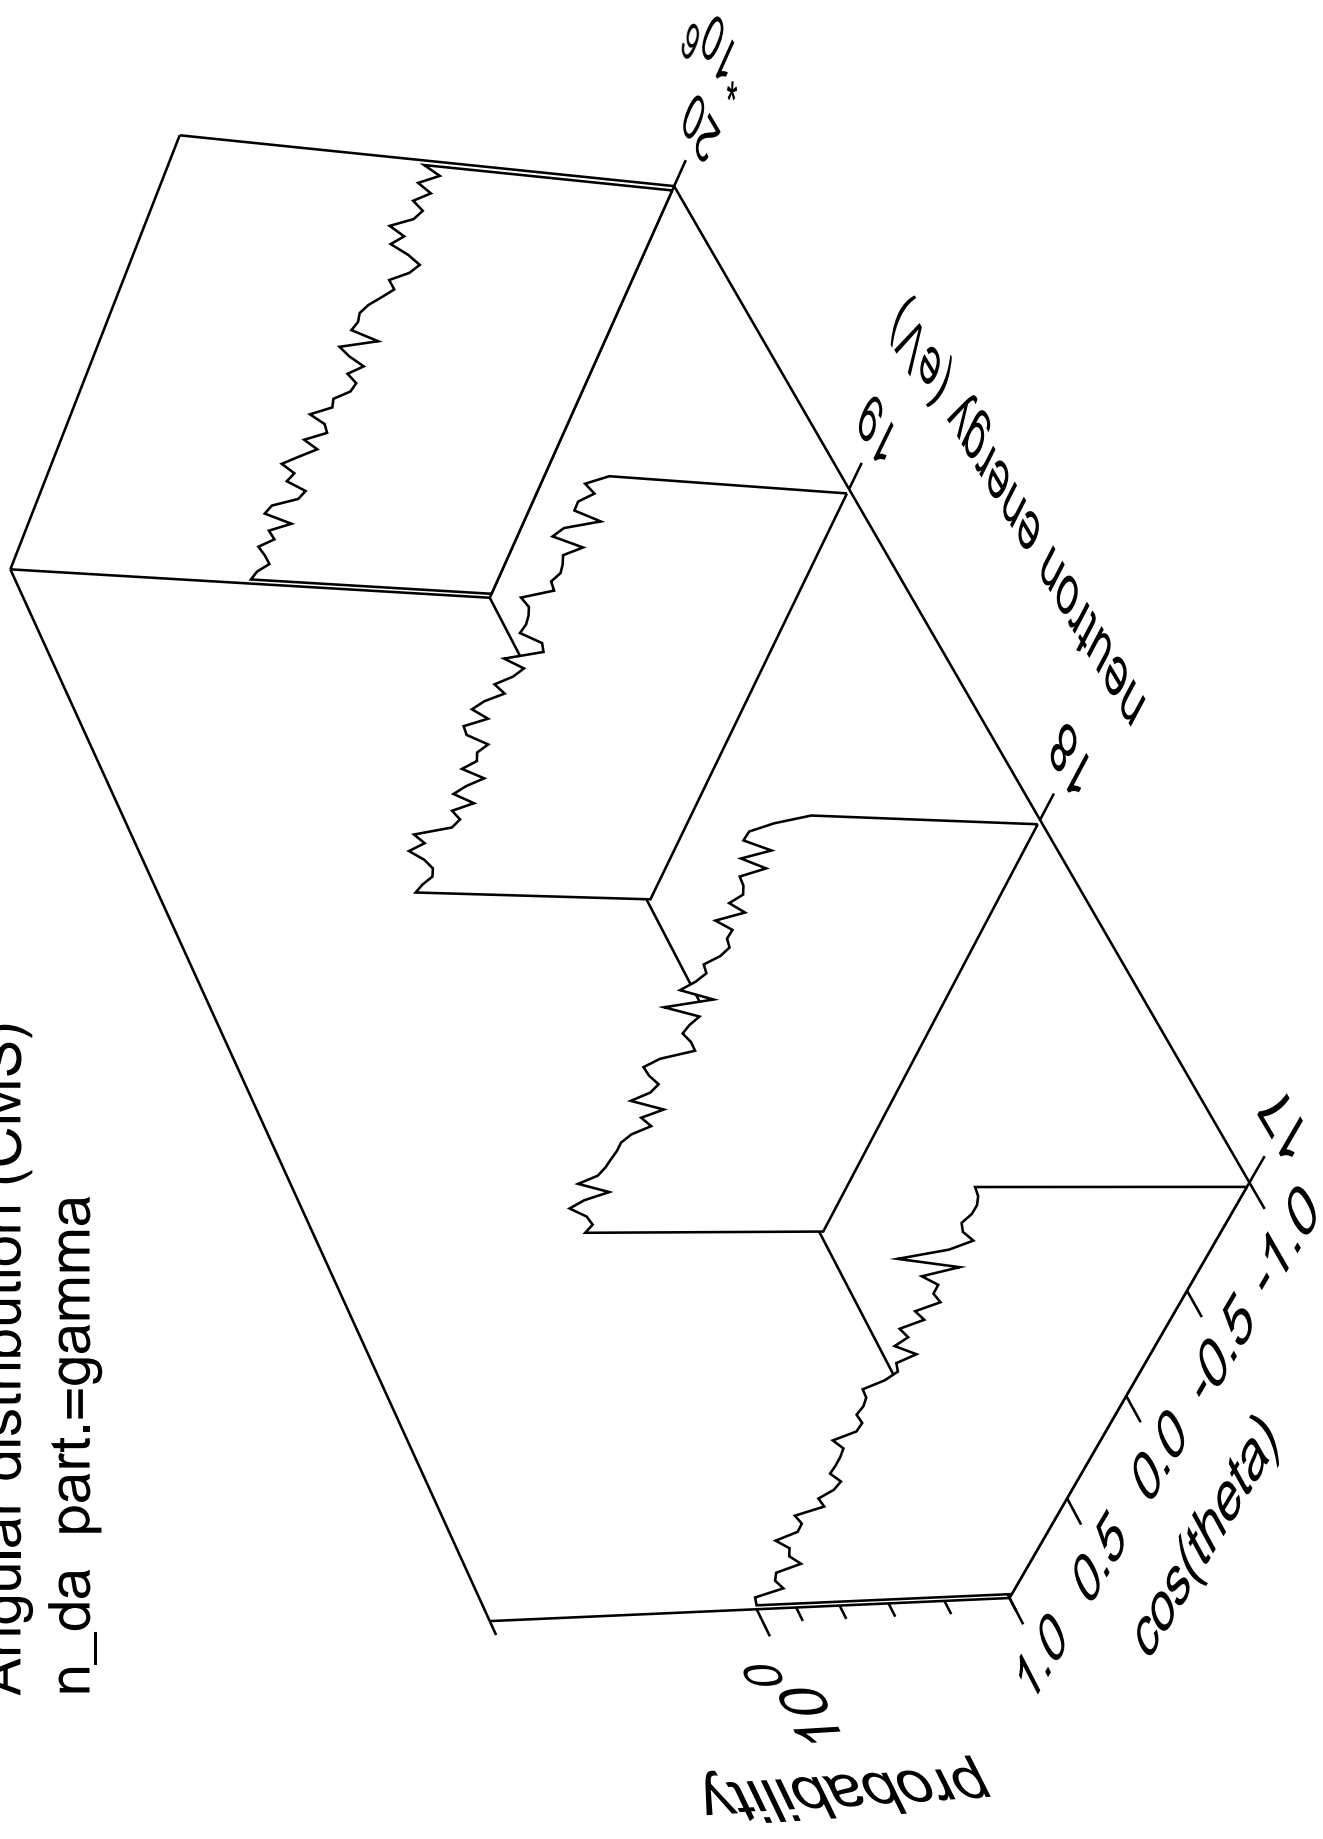 Angular distribution (CMS)
n_da part.=gamma
probability
10^0
1.0
0.5
0.0
-0.5
-1.0
cos(theta)
17
18
19
20
*10^6
neutron energy (eV)